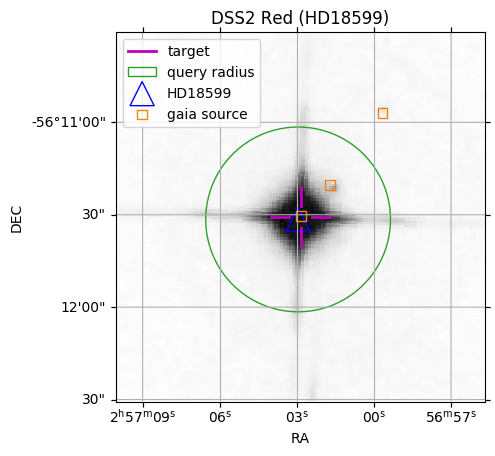 DSS2 Red (HD18599)
target
query radius
HD18599
gaia source
-56°11'00"
30"
12'00"
30"
DEC
2ʰ57ᵐ09ˢ 06ˢ 03ˢ 00ˢ 56ᵐ57ˢ
RA